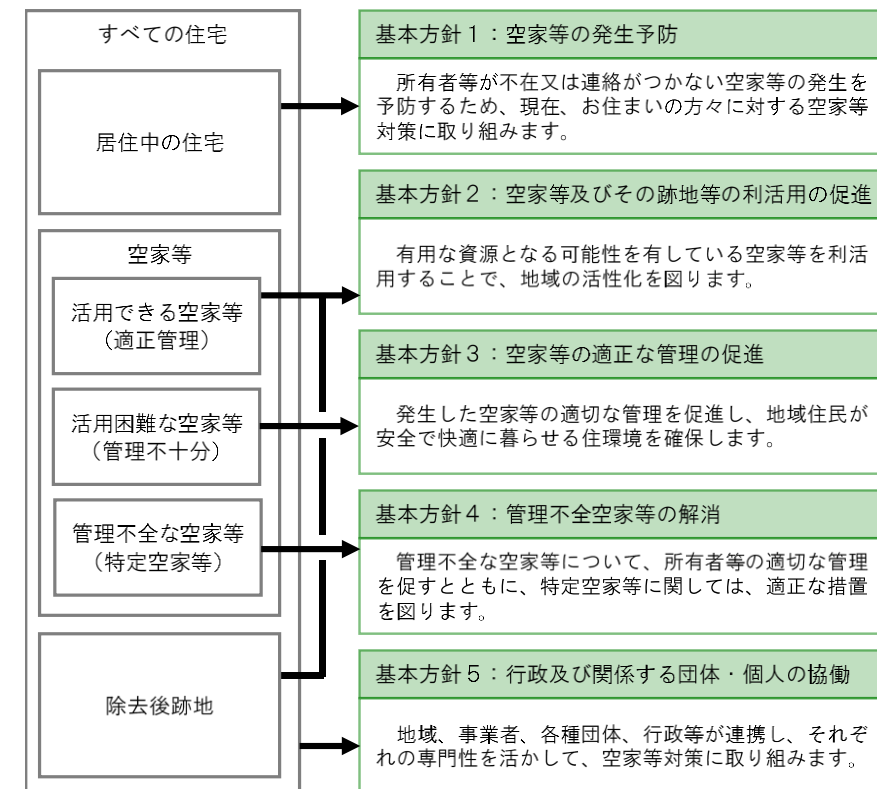 すべての住宅
居住中の住宅
空家等
活用できる空家等
(適正管理)
活用困難な空家等
(管理不十分)
管理不全な空家等
(特定空家等)
除去後跡地
基本方針1：空家等の発生予防
所有者等が不在又は連絡がつかない空家等の発生を
予防するため、現在、お住まいの方々に対する空家等
対策に取り組みます。
基本方針2：空家等及びその跡地等の利活用の促進
有用な資源となる可能性を有している空家等を利活
用することで、地域の活性化を図ります。
基本方針3：空家等の適正な管理の促進
発生した空家等の適切な管理を促進し、地域住民が
安全で快適に暮らせる住環境を確保します。
基本方針4：管理不全空家等の解消
管理不全な空家等について、所有者等の適切な管理
を促すとともに、特定空家等に関しては、適正な措置
を図ります。
基本方針5：行政及び関係する団体・個人の協働
地域、事業者、各種団体、行政等が連携し、それぞ
れの専門性を活かして、空家等対策に取り組みます。